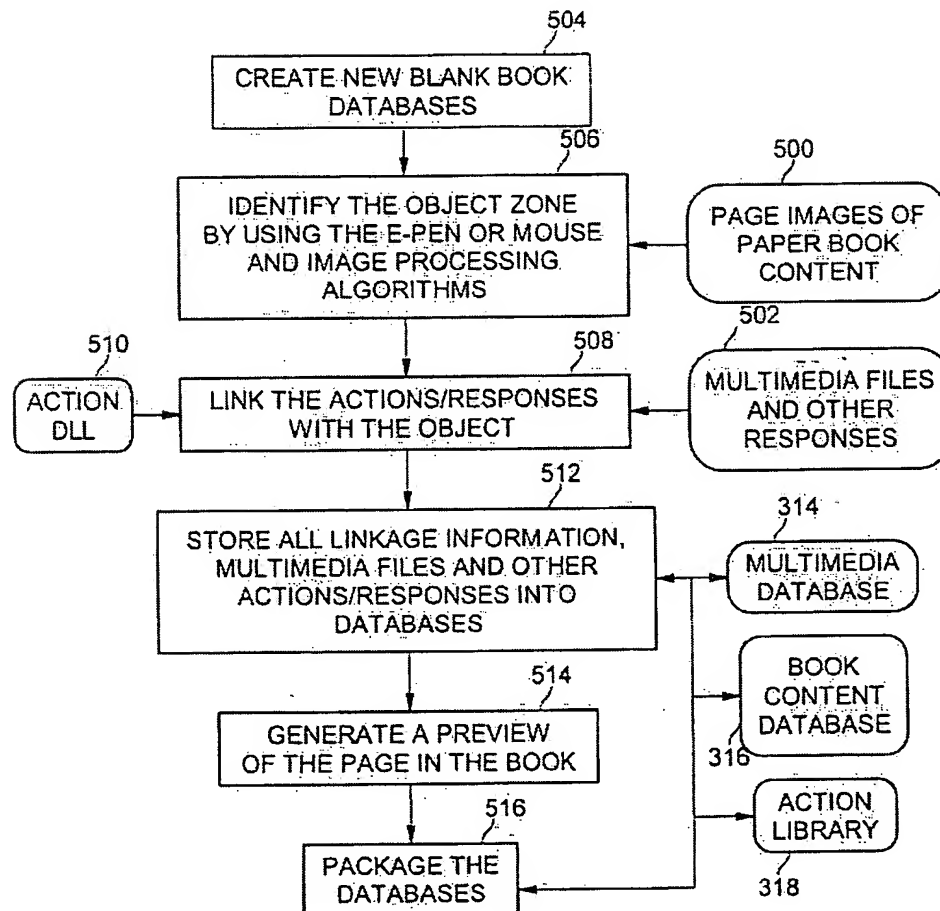 504
CREATE NEW BLANK BOOK
DATABASES
506
IDENTIFY THE OBJECT ZONE
BY USING THE E-PEN OR MOUSE
AND IMAGE PROCESSING
ALGORITHMS
500
PAGE IMAGES OF
PAPER BOOK
CONTENT
510
ACTION
DLL
508
LINK THE ACTIONS/RESPONSES
WITH THE OBJECT
502
MULTIMEDIA FILES
AND OTHER
RESPONSES
512
STORE ALL LINKAGE INFORMATION,
MULTIMEDIA FILES AND OTHER
ACTIONS/RESPONSES INTO
DATABASES
314
MULTIMEDIA
DATABASE
514
GENERATE A PREVIEW
OF THE PAGE IN THE BOOK
BOOK
CONTENT
DATABASE
316
516
PACKAGE THE
DATABASES
ACTION
LIBRARY
318